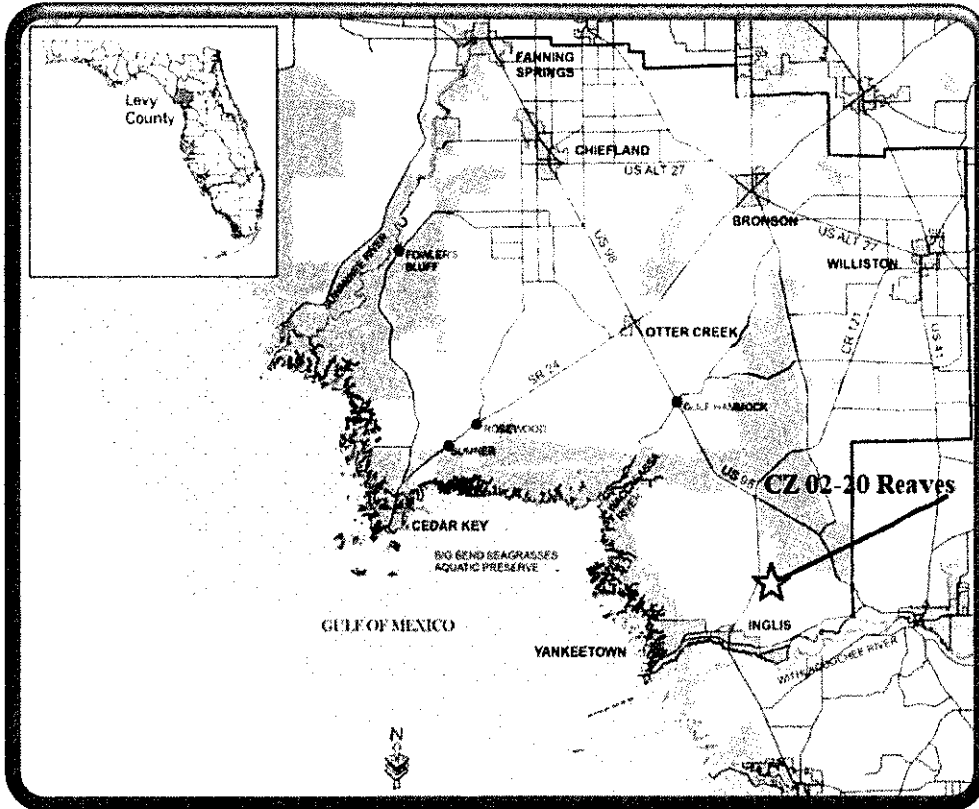 Levy
County
FANNING
SPRINGS
CHIEFLAND
US ALT 27
BRONSON
US ALT 27
WILLISTON
US 98
FOWLER'S
BLUFF
OTTER CREEK
CR 121
US 41
SR 24
GULF HAMMOCK
ROSEWOOD
SUMNER
CZ 02-20 Reaves
CEDAR KEY
BIG BEND SEAGRASSES
AQUATIC PRESERVE
GULF OF MEXICO
INGLIS
YANKEETOWN
WITHLACOOCHEE RIVER
N